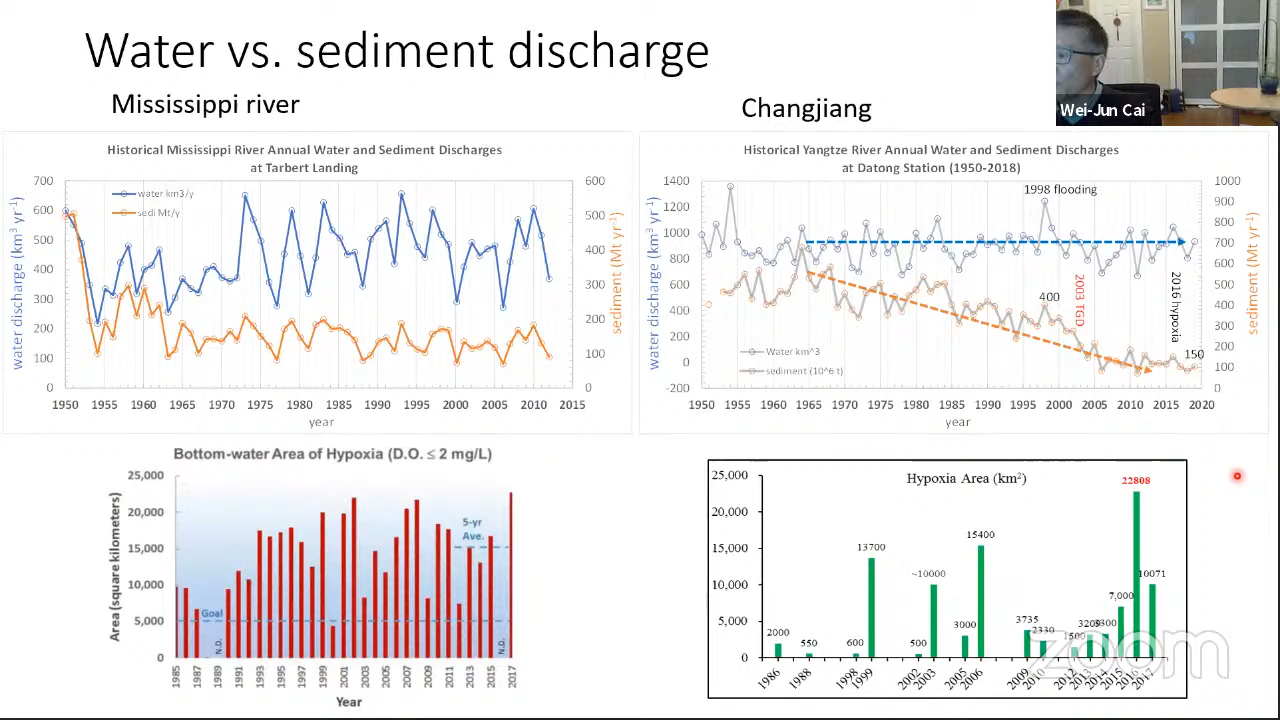 Water vs. sediment discharge
Wei-Jun Cai
Mississippi river
Changjiang
Historical Mississippi River Annual Water and Sediment Discharges
at Tarbert Landing
water km3/y
sedi Mt/y
700
600
500
400
300
200
100
0
600
500
400
300
200
100
0
water discharge (km³ yr⁻¹)
sediment (Mt yr⁻¹)
1950 1955 1960 1965 1970 1975 1980 1985 1990 1995 2000 2005 2010 2015
year
Historical Yangtze River Annual Water and Sediment Discharges
at Datong Station (1950-2018)
1400
1200
1000
800
600
400
200
0
-200
1000
900
800
700
600
500
400
300
200
100
0
water discharge (km³ yr⁻¹)
sediment (Mt yr⁻¹)
1998 flooding
400
2003 TGD
2016 hypoxia
150
Water km^3
sediment (10^6 t)
1950 1955 1960 1965 1970 1975 1980 1985 1990 1995 2000 2005 2010 2015 2020
year
Bottom-water Area of Hypoxia (D.O. ≤ 2 mg/L)
25,000
20,000
15,000
10,000
5,000
0
Area (square kilometers)
5-yr
Ave.
Goal
N.D.
N.D.
1985 1987 1989 1991 1993 1995 1997 1999 2001 2003 2005 2007 2009 2011 2013 2015 2017
Year
Hypoxia Area (km²)
25,000
20,000
15,000
10,000
5,000
0
2000
550
600
13700
500
~10000
3000
15400
3735
2330
1500
7,000
22808
10071
1986 1988 1998 1999 2002 2003 2005 2006 2009 2012 2013 2014 2015 2016 2017
zoom